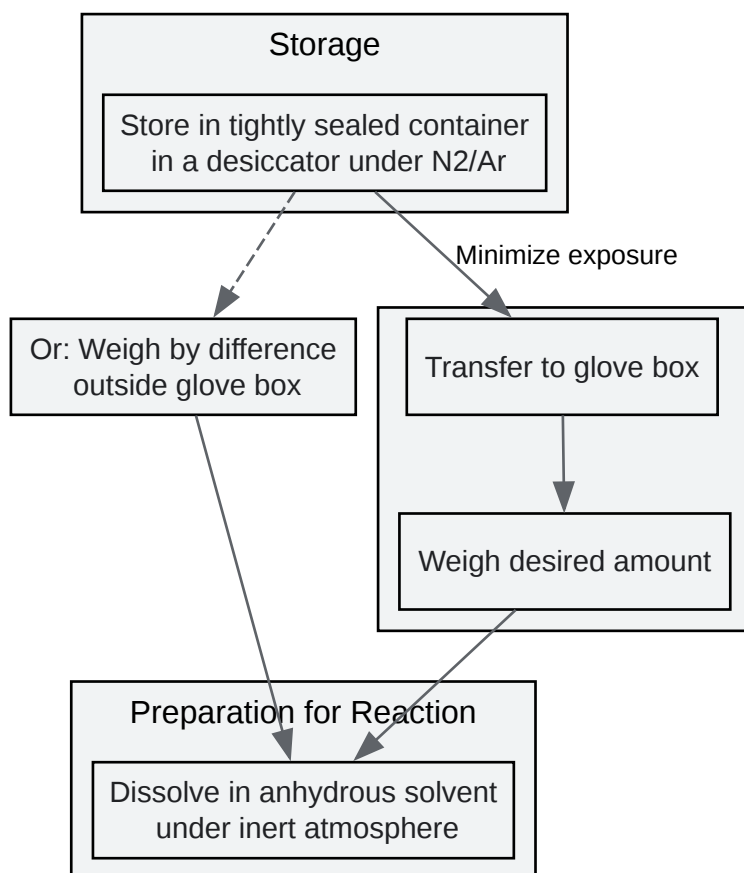 Storage
Store in tightly sealed container
in a desiccator under N2/Ar
Minimize exposure
Or: Weigh by difference
outside glove box
Transfer to glove box
Weigh desired amount
Preparation for Reaction
Dissolve in anhydrous solvent
under inert atmosphere